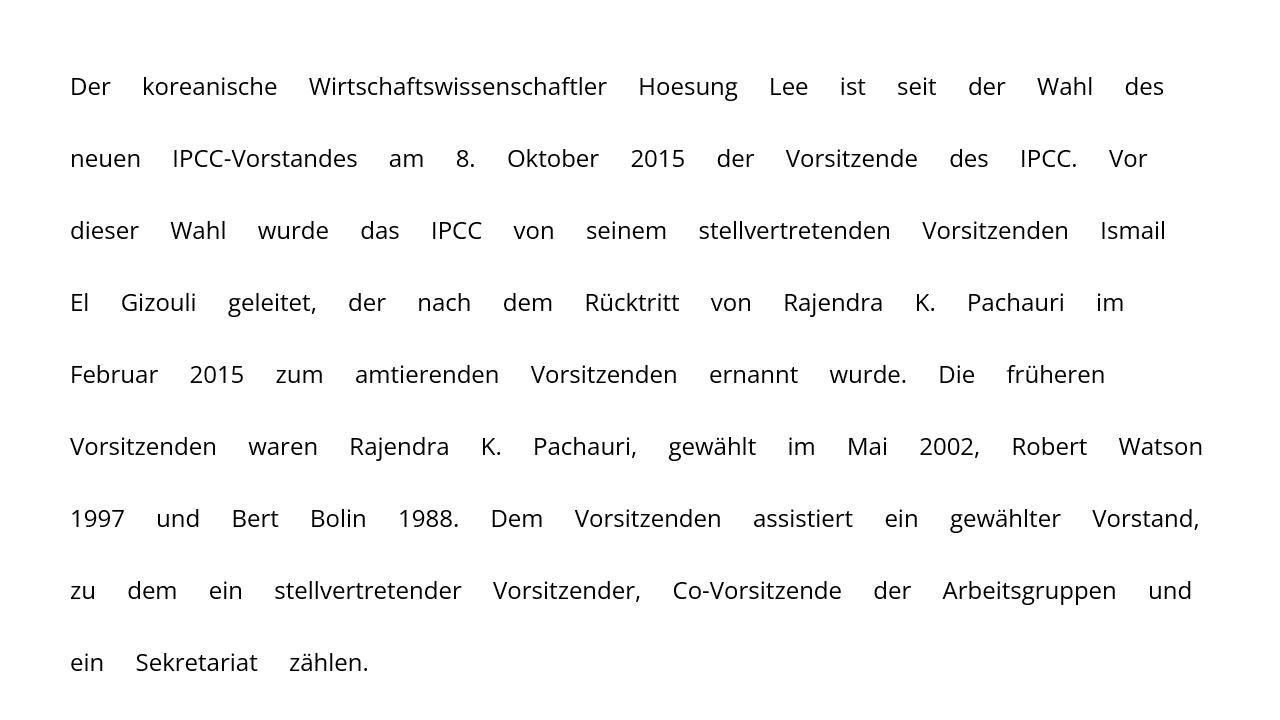 Der koreanische Wirtschaftswissenschaftler Hoesung Lee ist seit der Wahl des
neuen IPCC-Vorstandes am 8. Oktober 2015 der Vorsitzende des IPCC. Vor
dieser Wahl wurde das IPCC von seinem stellvertretenden Vorsitzenden Ismail
El Gizouli geleitet, der nach dem Rücktritt von Rajendra K. Pachauri im
Februar 2015 zum amtierenden Vorsitzenden ernannt wurde. Die früheren
Vorsitzenden waren Rajendra K. Pachauri, gewählt im Mai 2002, Robert Watson
1997 und Bert Bolin 1988. Dem Vorsitzenden assistiert ein gewählter Vorstand,
zu dem ein stellvertretender Vorsitzender, Co-Vorsitzende der Arbeitsgruppen und
ein Sekretariat zählen.